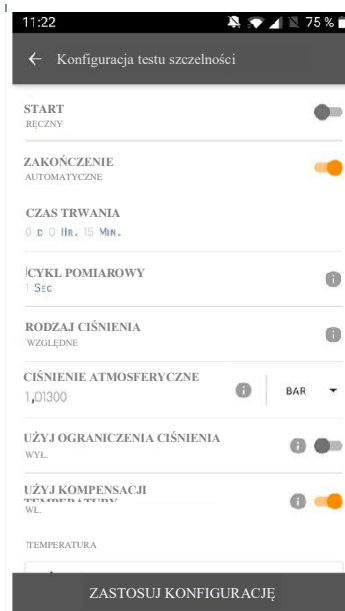 11:22
75 %
Konfiguracja testu szczelności
START
RĘCZNY
ZAKOŃCZENIE
AUTOMATYCZNE
CZAS TRWANIA
0 D 0 HR. 15 MIN.
CYKL POMIAROWY
1 SEC
RODZAJ CIŚNIENIA
WZGLĘDNE
CIŚNIENIE ATMOSFERYCZNE
1,01300
BAR
UŻYJ OGRANICZENIA CIŚNIENIA
WYŁ.
UŻYJ KOMPENSACJI
TEMPERATURY
WŁ.
TEMPERATURA
ZASTOSUJ KONFIGURACJĘ